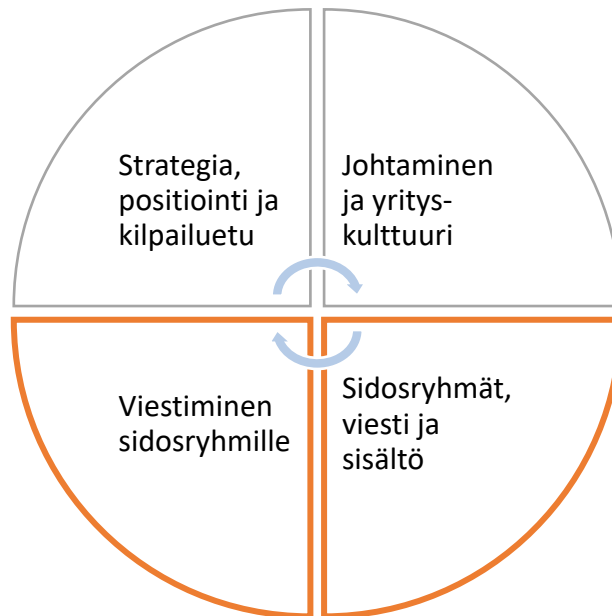 Strategia,
positiointi ja
kilpailuetu
Johtaminen
ja yritys-
kulttuuri
Viestiminen
sidosryhmille
Sidosryhmät,
viesti ja
sisältö